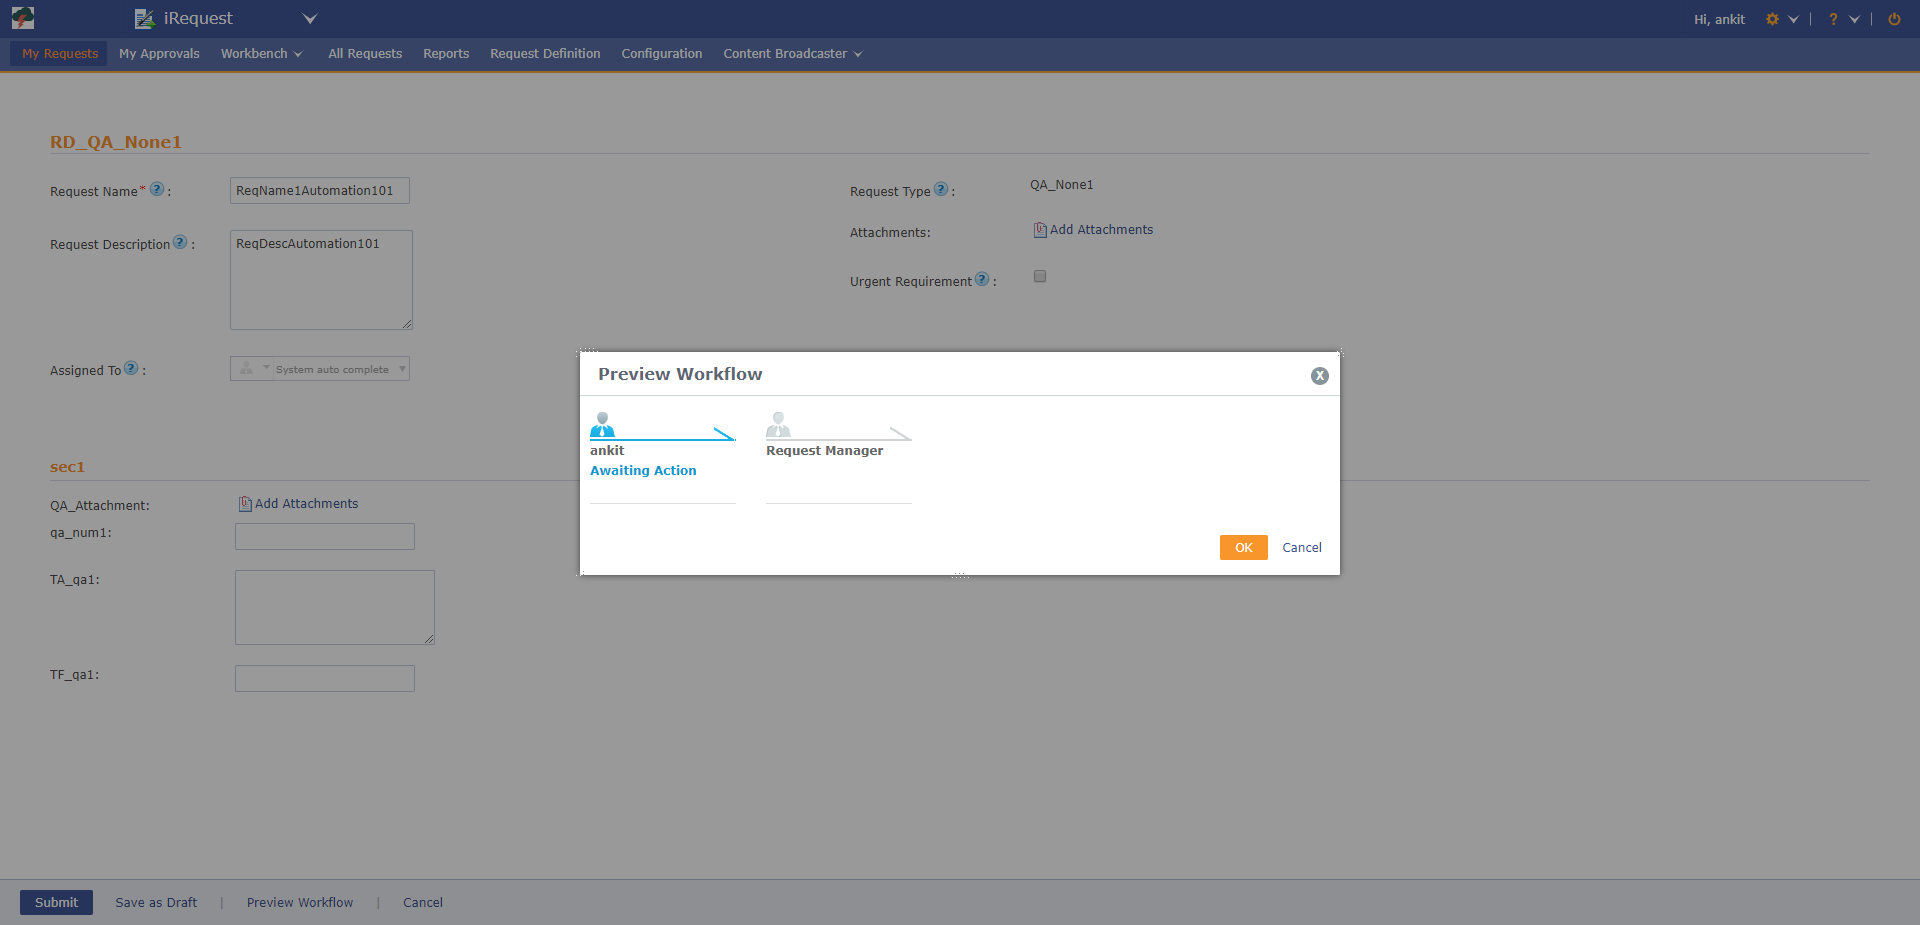 iRequest
Hi, ankit
?
My Requests My Approvals Workbench All Requests Reports Request Definition Configuration Content Broadcaster
RD_QA_None1
Request Name* ? : ReqName1Automation101
Request Type ? : QA_None1
Attachments: Add Attachments
Request Description ? : ReqDescAutomation101
Urgent Requirement ? :
Assigned To ? : System auto complete
Preview Workflow X
ankit
Awaiting Action
Request Manager
OK Cancel
sec1
QA_Attachment: Add Attachments
qa_num1:
TA_qa1:
TF_qa1:
Submit Save as Draft | Preview Workflow | Cancel